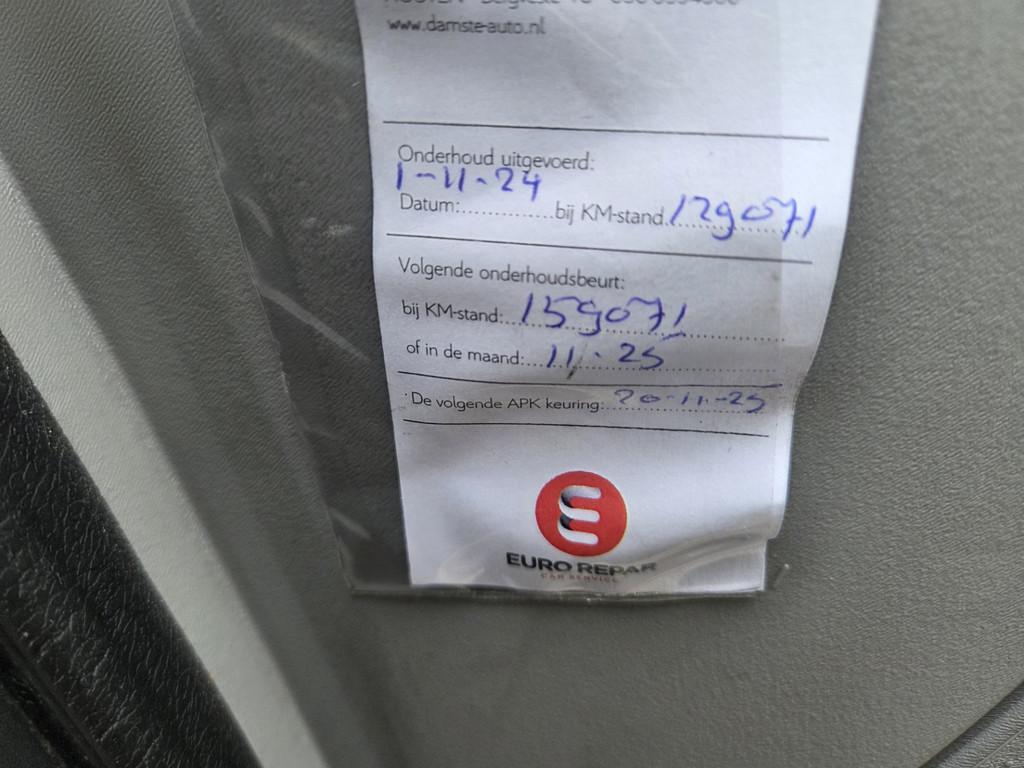 www.damste-auto.nl
Onderhoud uitgevoerd:
1-11-24
Datum:..............bij KM-stand.129071
Volgende onderhoudsbeurt:
bij KM-stand:159071
of in de maand:11-25
De volgende APK keuring:20-11-25
EURO REPAR
CAR SERVICE